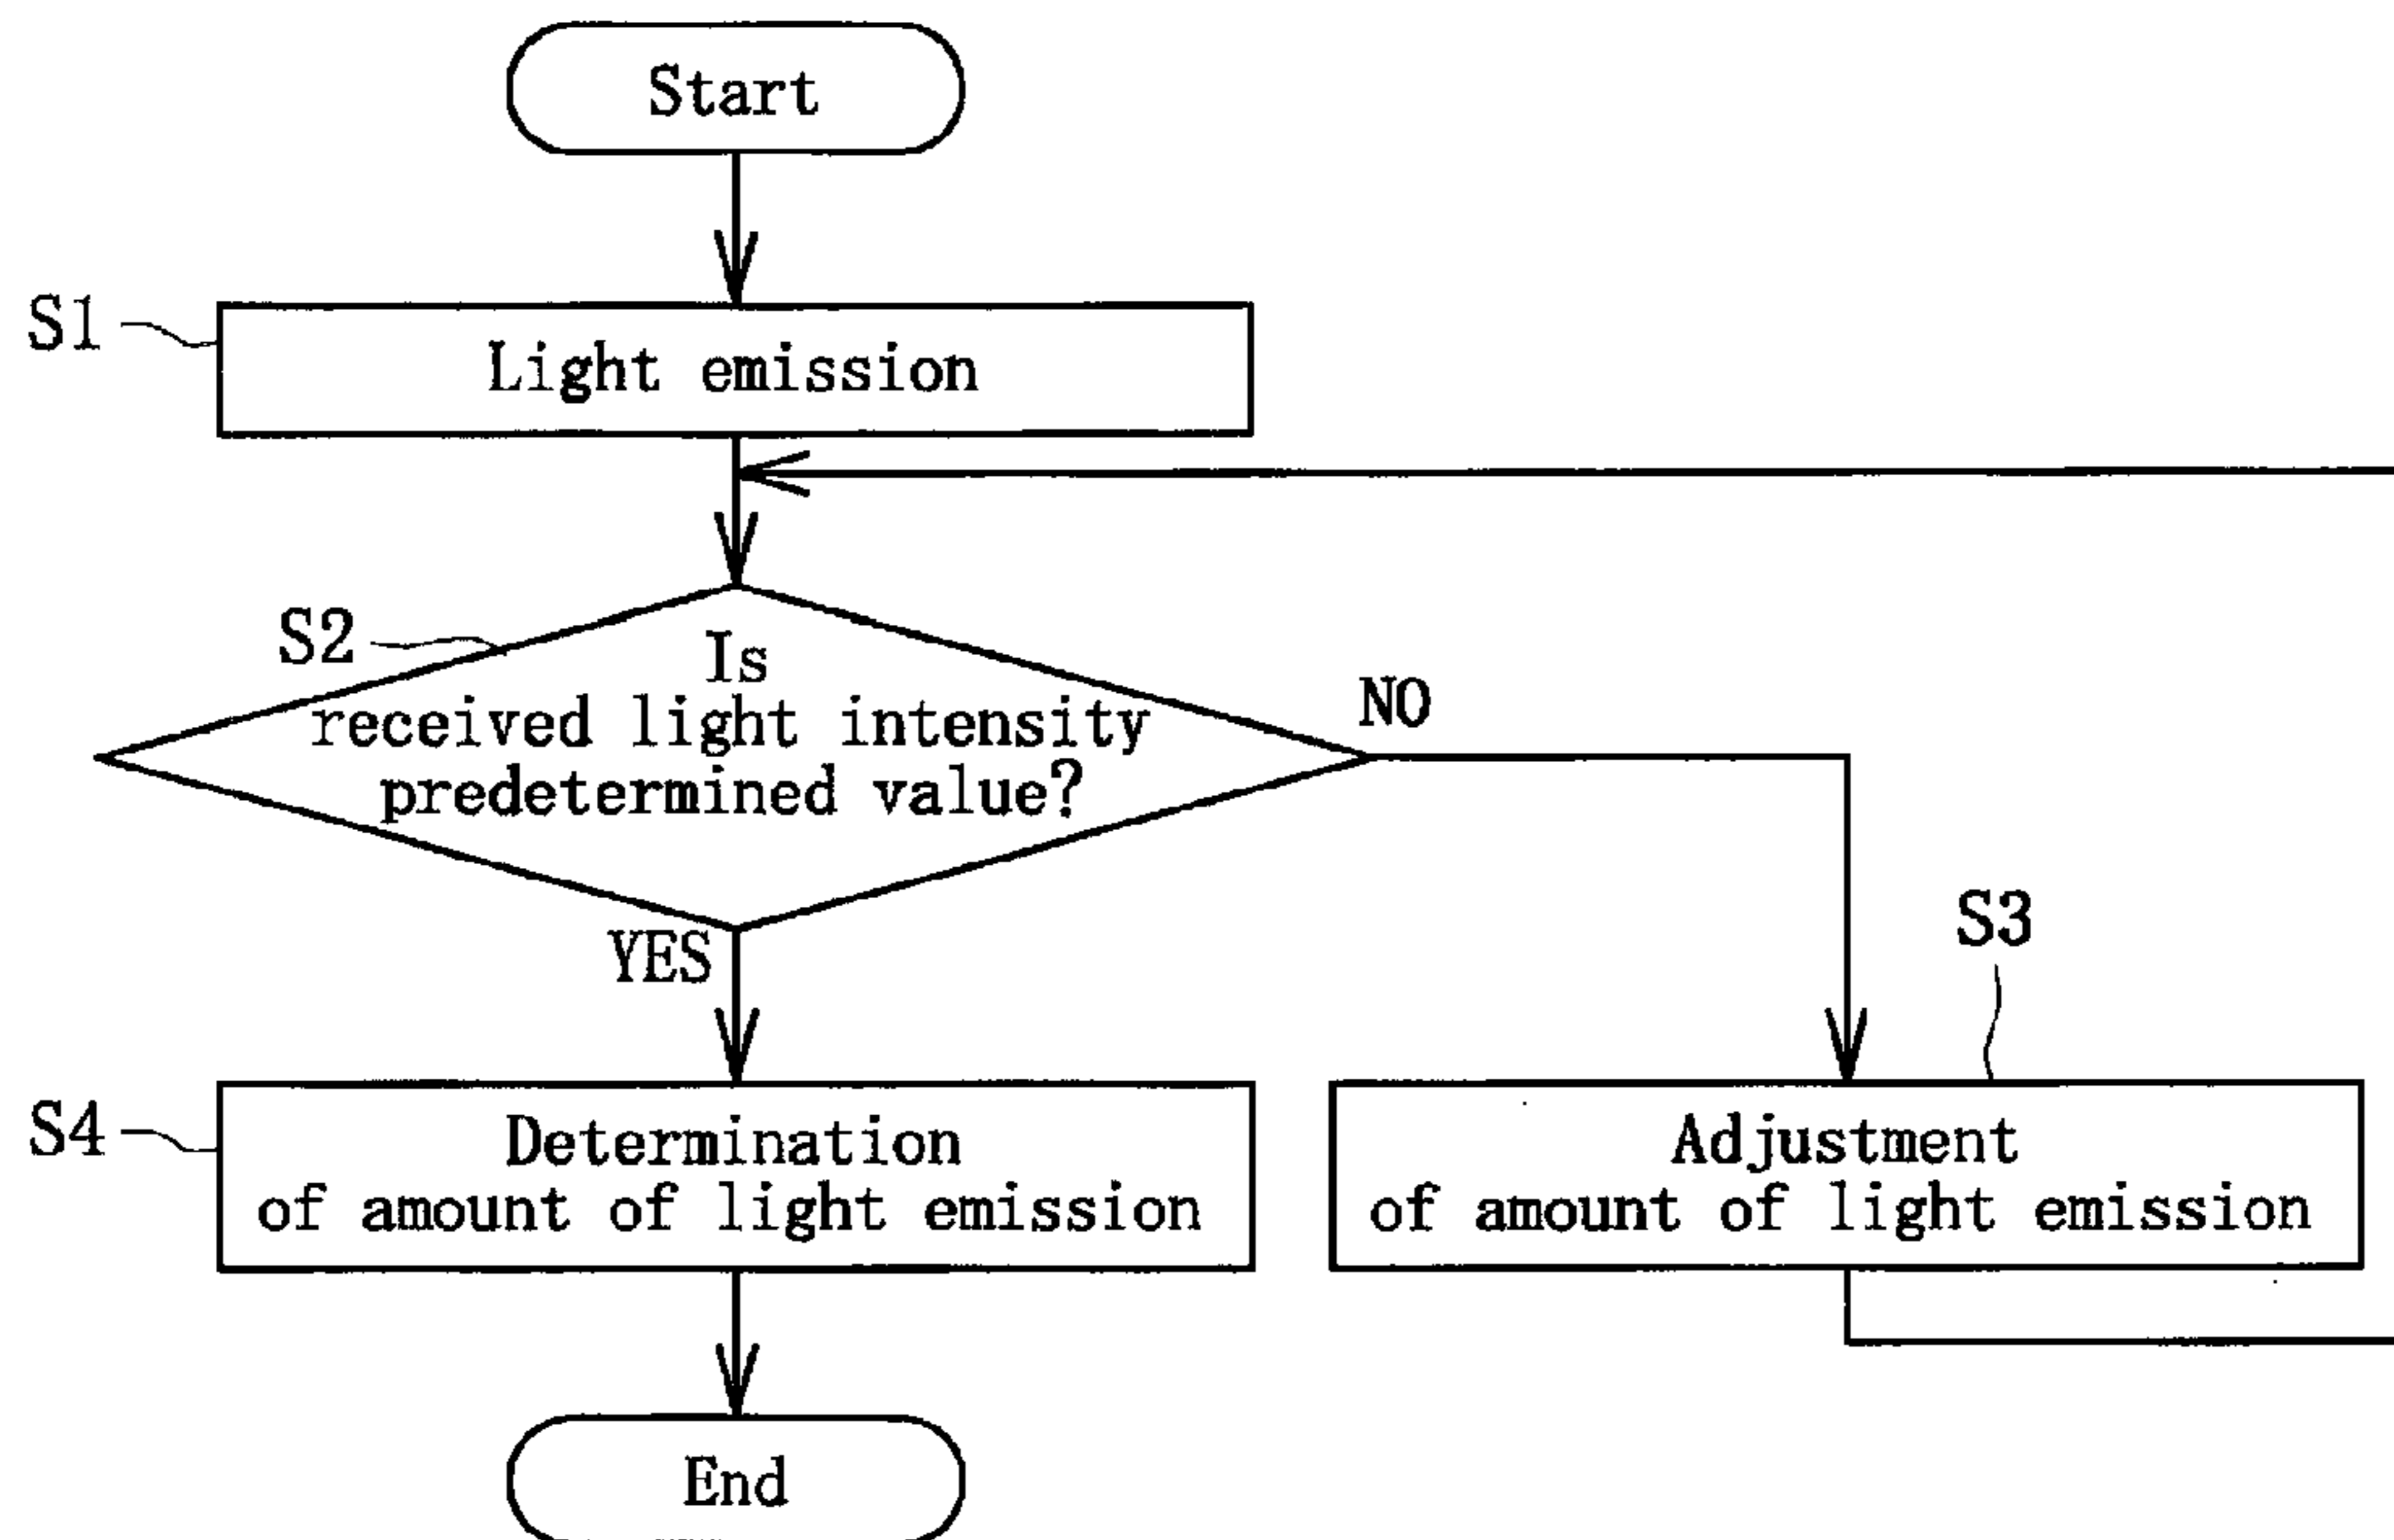 Start
S1
Light emission
S2
Is
received light intensity
predetermined value?
NO
YES
S3
S4
Determination
of amount of light emission
Adjustment
of amount of light emission
End